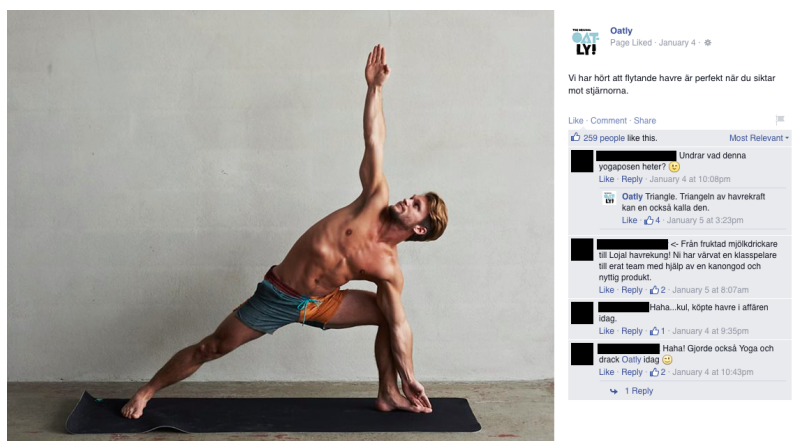 THE ORIGINAL
OAT-
LY!
Oatly
Page Liked · January 4 ·
Vi har hört att flytande havre är perfekt när du siktar
mot stjärnorna.
Like · Comment · Share
259 people like this.
Most Relevant
Undrar vad denna
yogaposen heter?
Like · Reply · January 4 at 10:08pm
Oatly Triangle. Triangeln av havrekraft
kan en också kalla den.
Like · 4 · January 5 at 3:23pm
<- Från fruktad mjölkdrickare
till Lojal havrekung! Ni har värvat en klasspelare
till erat team med hjälp av en kanongod och
nyttig produkt.
Like · Reply · 2 · January 5 at 8:07am
Haha...kul, köpte havre i affären
idag.
Like · Reply · 1 · January 4 at 9:35pm
Haha! Gjorde också Yoga och
drack Oatly idag
Like · Reply · 2 · January 4 at 10:43pm
1 Reply